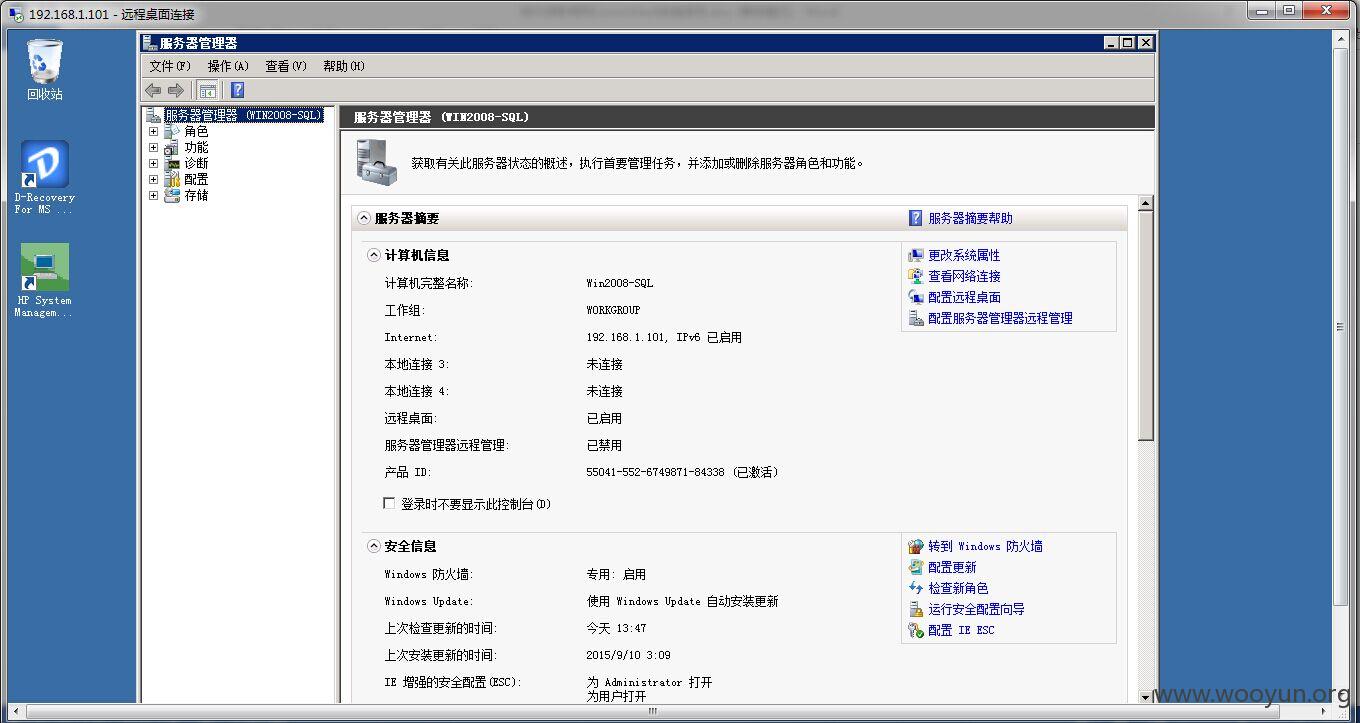 192.168.1.101 - 远程桌面连接
回收站
D-Recovery
For MS ...
HP System
Managem...
服务器管理器
文件(F) 操作(A) 查看(V) 帮助(H)
服务器管理器 (WIN2008-SQL)
角色
功能
诊断
配置
存储
服务器管理器 (WIN2008-SQL)
获取有关此服务器状态的概述，执行首要管理任务，并添加或删除服务器角色和功能。
服务器摘要
服务器摘要帮助
计算机信息
计算机完整名称: Win2008-SQL
工作组: WORKGROUP
Internet: 192.168.1.101, IPv6 已启用
本地连接 3: 未连接
本地连接 4: 未连接
远程桌面: 已启用
服务器管理器远程管理: 已禁用
产品 ID: 55041-552-6749871-84338 (已激活)
登录时不要显示此控制台(D)
更改系统属性
查看网络连接
配置远程桌面
配置服务器管理器远程管理
安全信息
Windows 防火墙: 专用: 启用
Windows Update: 使用 Windows Update 自动安装更新
上次检查更新的时间: 今天 13:47
上次安装更新的时间: 2015/9/10 3:09
IE 增强的安全配置(ESC): 为 Administrator 打开
为用户打开
转到 Windows 防火墙
配置更新
检查新角色
运行安全配置向导
配置 IE ESC
www.wooyun.org